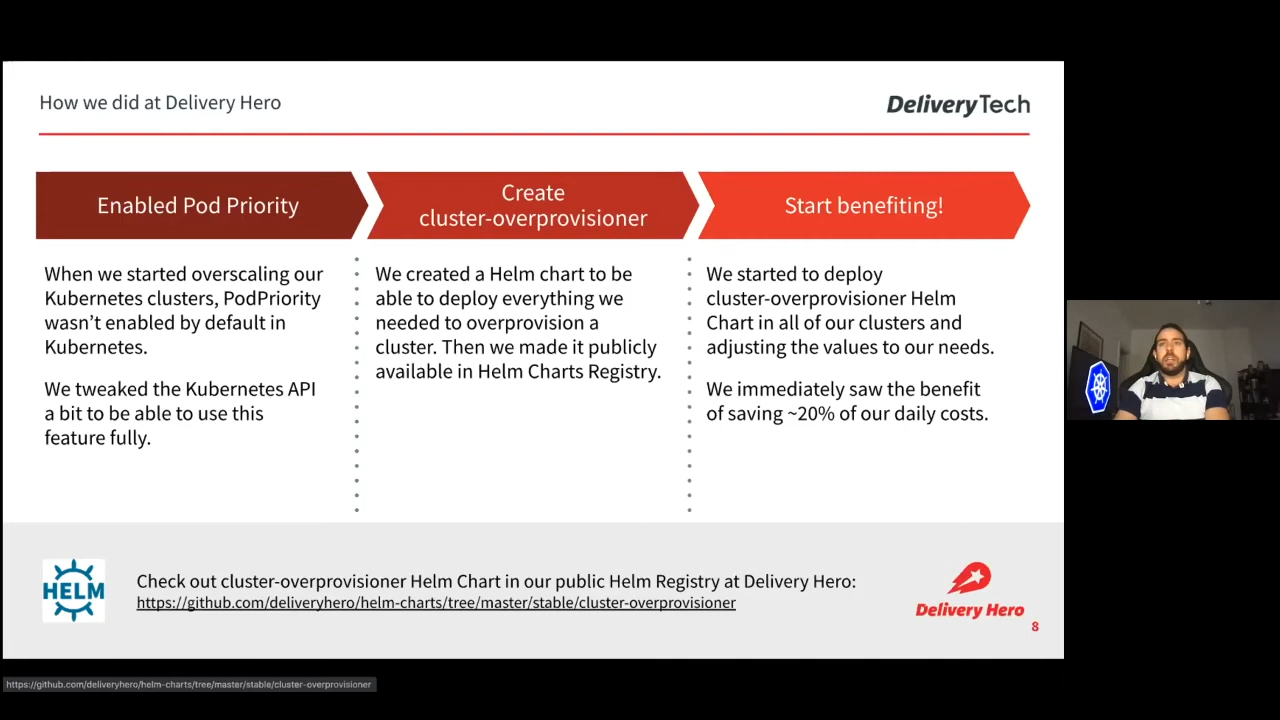 How we did at Delivery Hero
DeliveryTech
Enabled Pod Priority
Create
cluster-overprovisioner
Start benefiting!
When we started overscaling our
Kubernetes clusters, PodPriority
wasn't enabled by default in
Kubernetes.
We tweaked the Kubernetes API
a bit to be able to use this
feature fully.
We created a Helm chart to be
able to deploy everything we
needed to overprovision a
cluster. Then we made it publicly
available in Helm Charts Registry.
We started to deploy
cluster-overprovisioner Helm
Chart in all of our clusters and
adjusting the values to our needs.
We immediately saw the benefit
of saving ~20% of our daily costs.
HELM
Check out cluster-overprovisioner Helm Chart in our public Helm Registry at Delivery Hero:
https://github.com/deliveryhero/helm-charts/tree/master/stable/cluster-overprovisioner
Delivery Hero
8
https://github.com/deliveryhero/helm-charts/tree/master/stable/cluster-overprovisioner